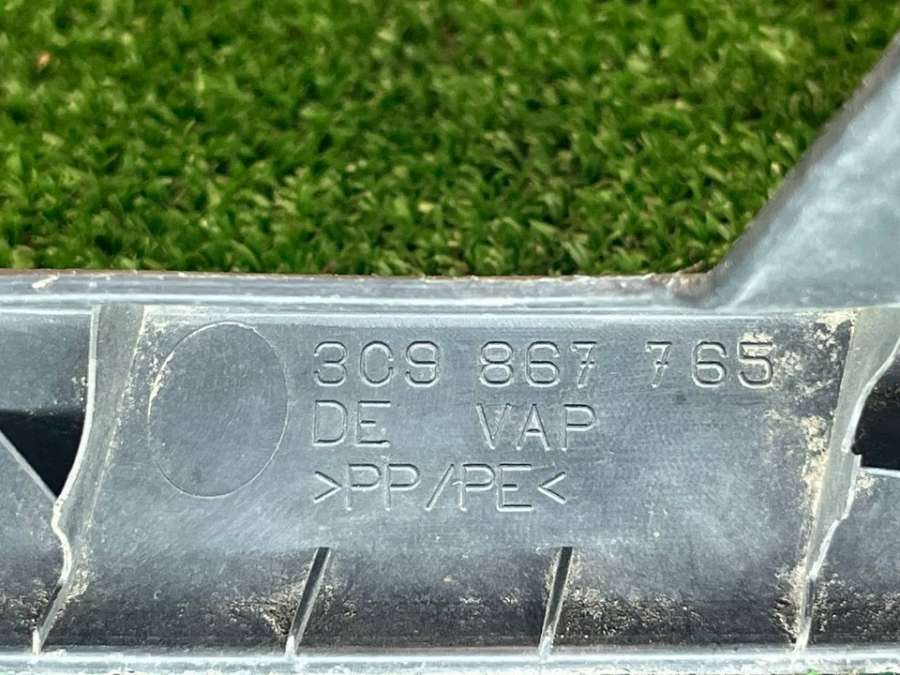 3C9 867 765
DE VAP
>PP/PE<